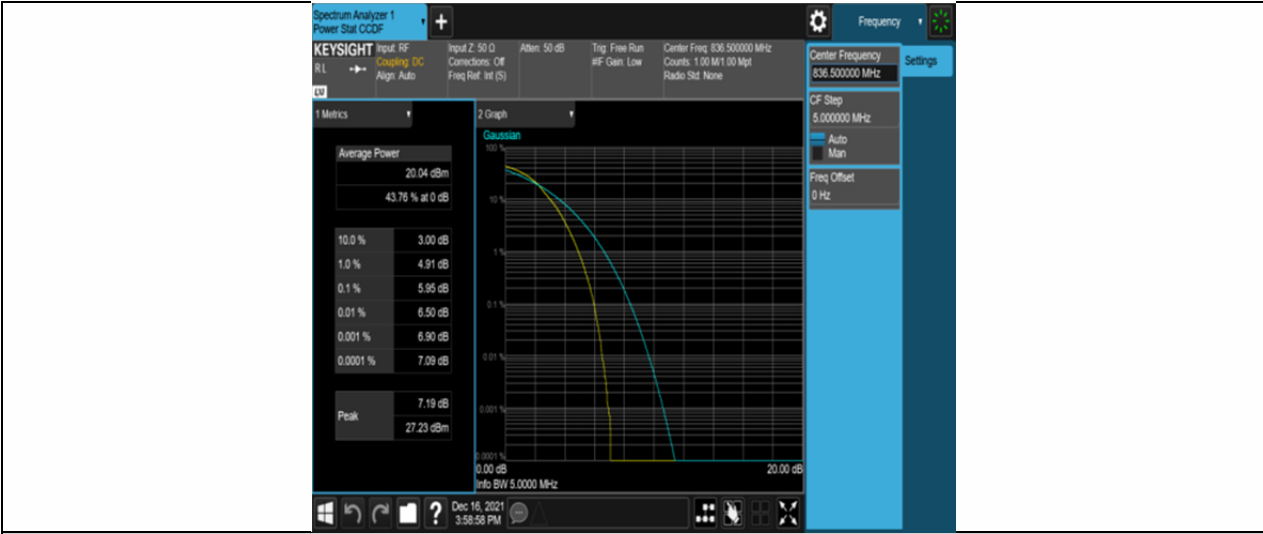 Spectrum Analyzer 1
Power Stat CCDF
+
Frequency
KEYSIGHT
RL
LV
Input: RF
Coupling: DC
Align: Auto
Input Z: 50 Ω
Corrections: Off
Freq Ref: Int (S)
Atten: 50 dB
Trig: Free Run
#IF Gain: Low
Center Freq: 836.500000 MHz
Counts: 1.00 M/1.00 Mpt
Radio Std: None
Center Frequency
836.500000 MHz
Settings
CF Step
5.000000 MHz
Auto
Man
Freq Offset
0 Hz
1 Metrics
Average Power
20.04 dBm
43.76 % at 0 dB
10.0 % 3.00 dB
1.0 % 4.91 dB
0.1 % 5.95 dB
0.01 % 6.50 dB
0.001 % 6.90 dB
0.0001 % 7.09 dB
Peak
7.19 dB
27.23 dBm
2 Graph
Gaussian
100 %
10 %
1 %
0.1 %
0.01 %
0.001 %
0.0001 %
0.00 dB 20.00 dB
Info BW 5.0000 MHz
?
Dec 16, 2021
3:58:58 PM